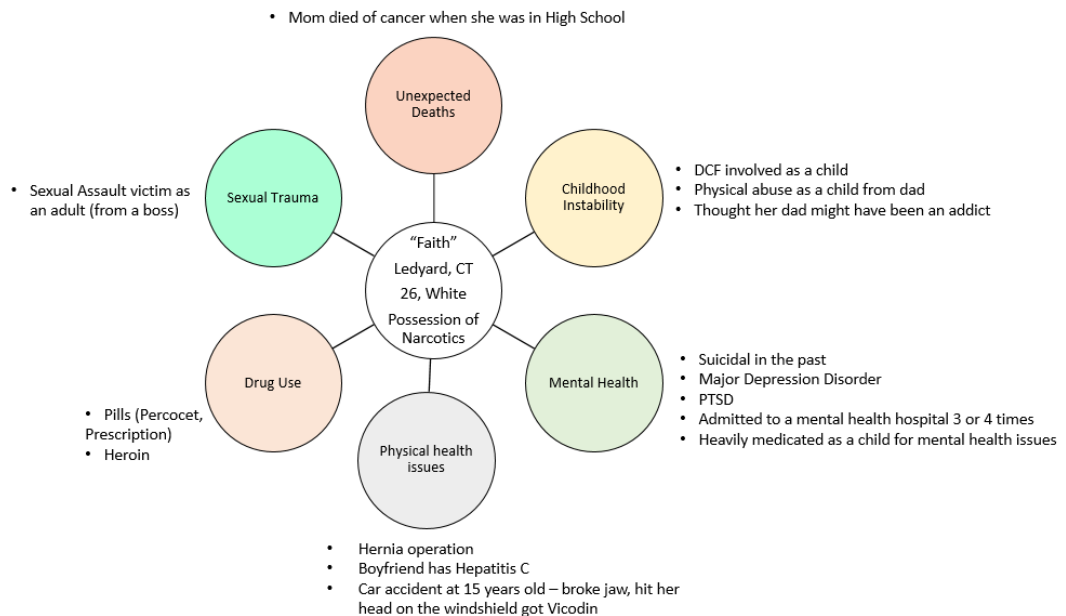 • Mom died of cancer when she was in High School
Unexpected
Deaths
• Sexual Assault victim as
an adult (from a boss)
Sexual Trauma
Childhood
Instability
• DCF involved as a child
• Physical abuse as a child from dad
• Thought her dad might have been an addict
“Faith”
Ledyard, CT
26, White
Possession of
Narcotics
• Pills (Percocet,
Prescription)
• Heroin
Drug Use
Mental Health
• Suicidal in the past
• Major Depression Disorder
• PTSD
• Admitted to a mental health hospital 3 or 4 times
• Heavily medicated as a child for mental health issues
Physical health
issues
• Hernia operation
• Boyfriend has Hepatitis C
• Car accident at 15 years old – broke jaw, hit her
head on the windshield got Vicodin